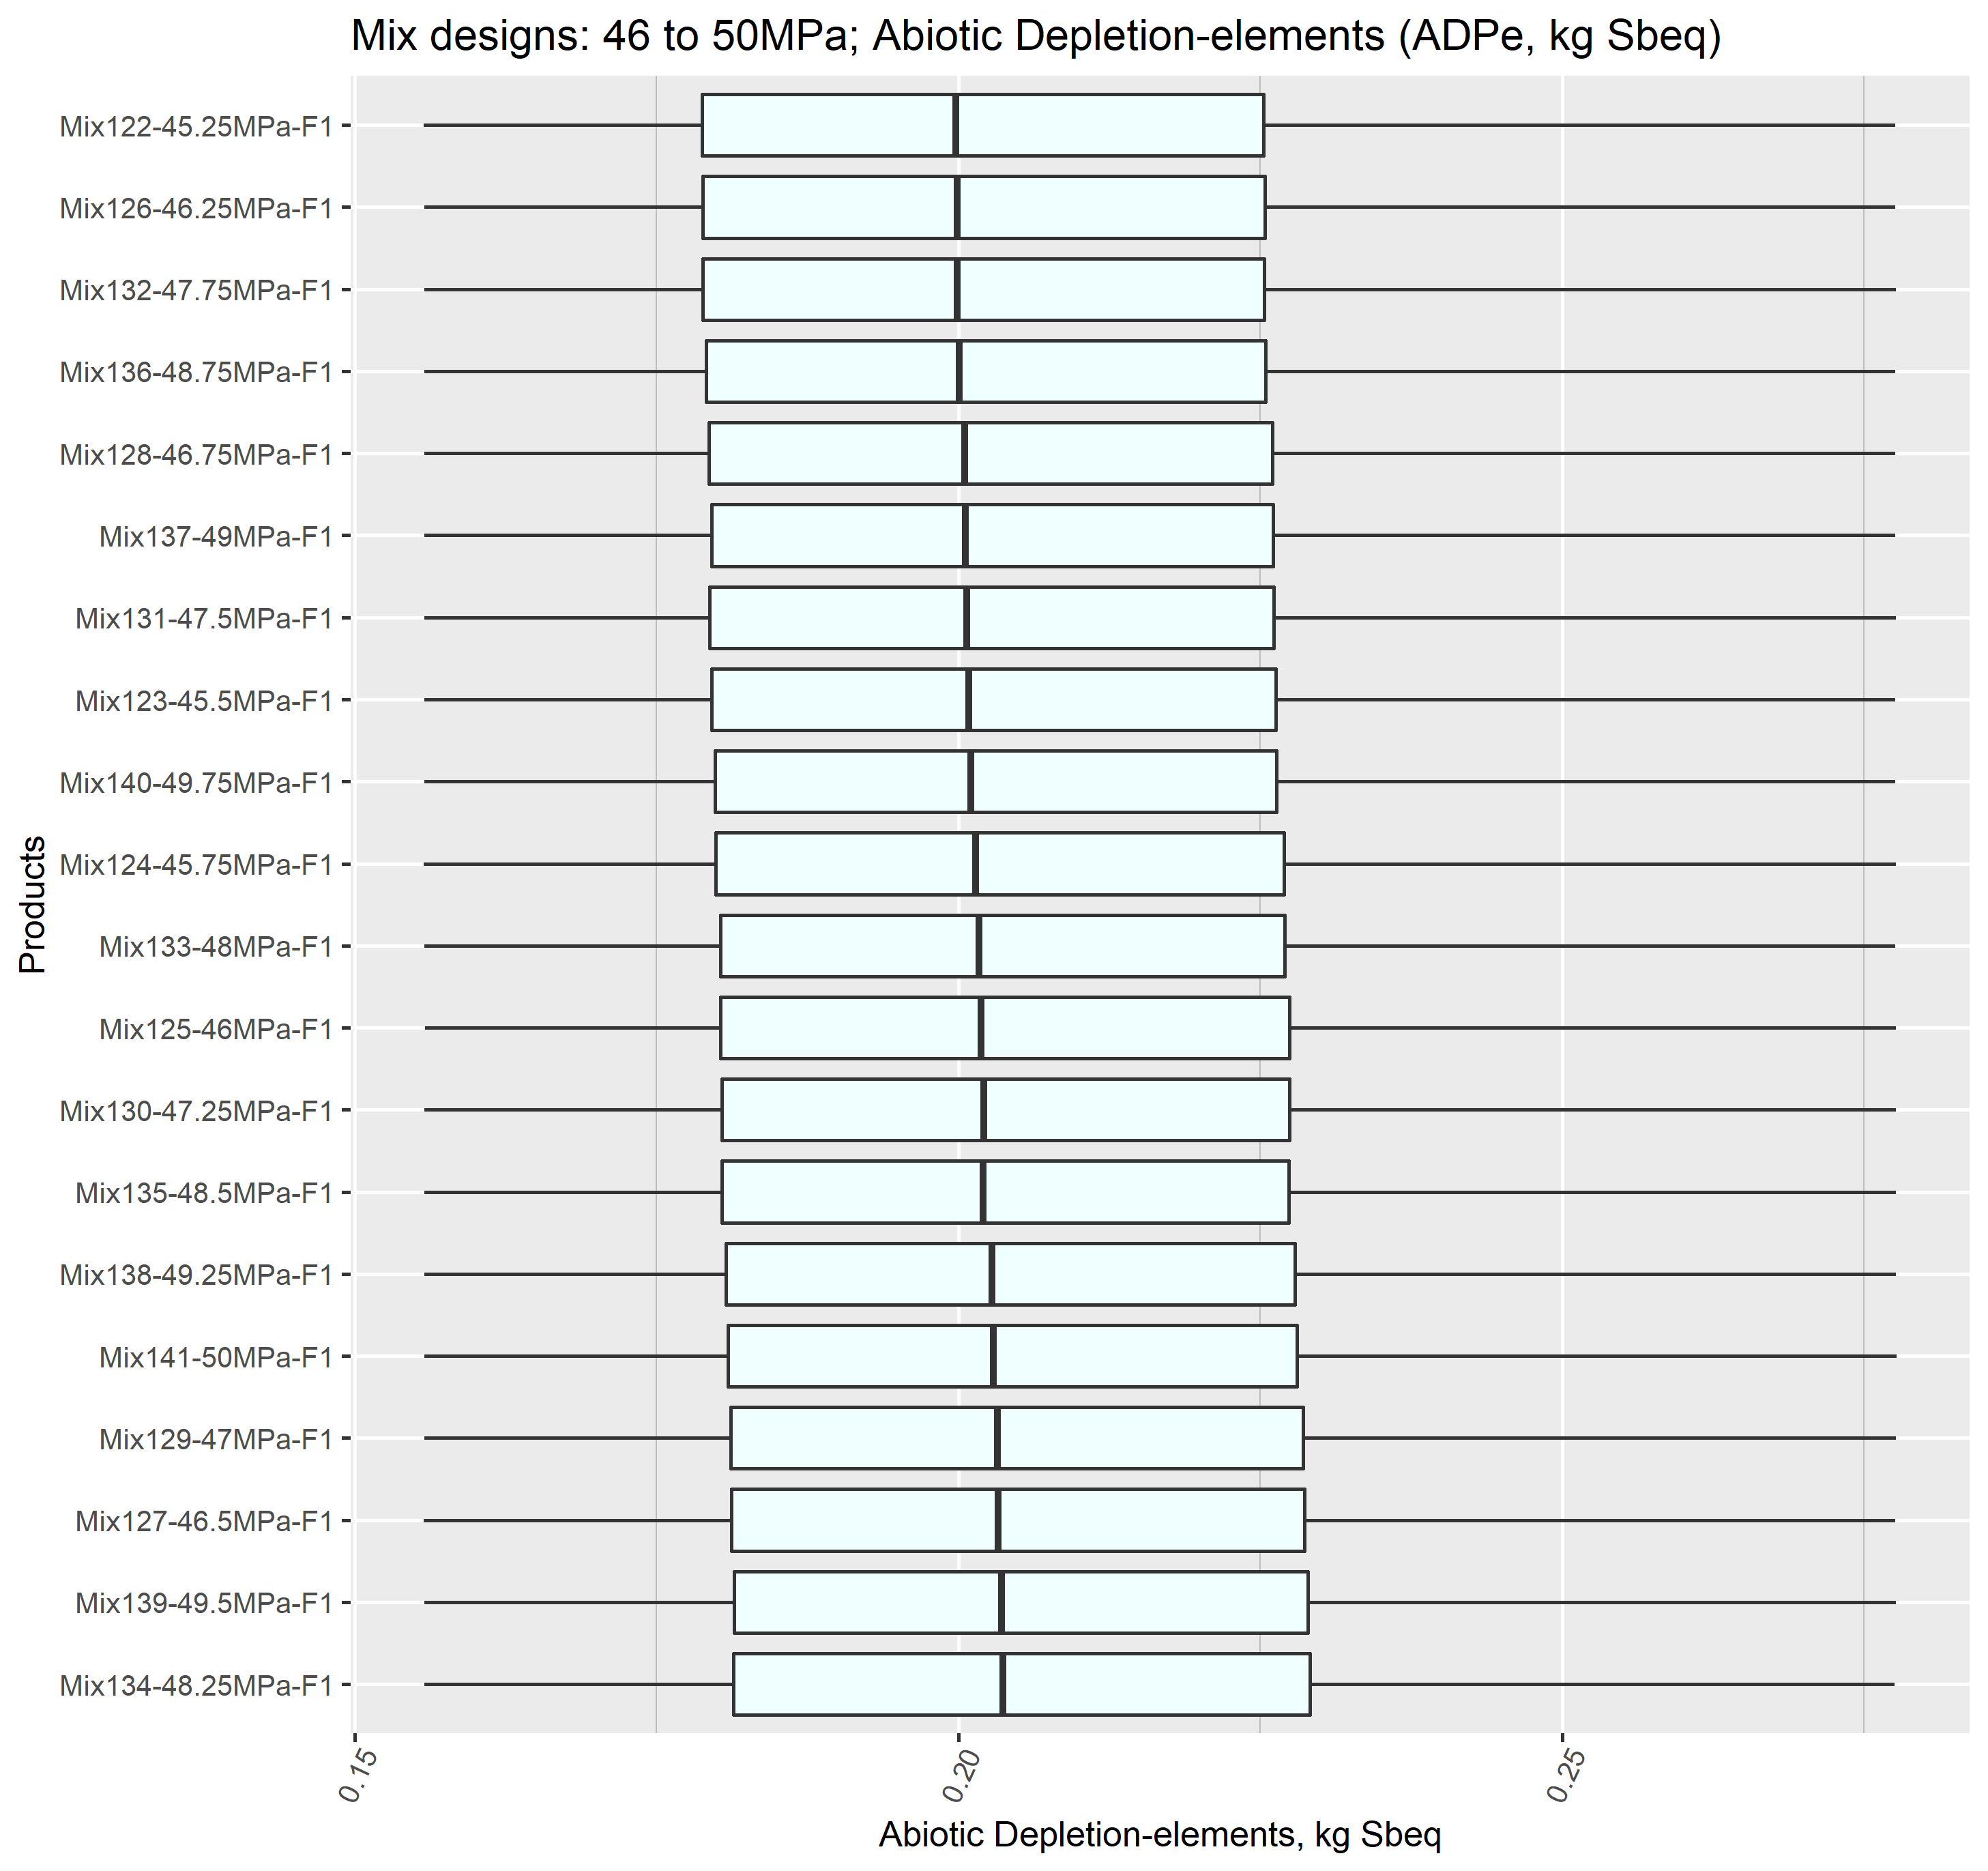 Mix designs: 46 to 50MPa; Abiotic Depletion-elements (ADPe, kg Sbeq)
Products
Mix122-45.25MPa-F1
Mix126-46.25MPa-F1
Mix132-47.75MPa-F1
Mix136-48.75MPa-F1
Mix128-46.75MPa-F1
Mix137-49MPa-F1
Mix131-47.5MPa-F1
Mix123-45.5MPa-F1
Mix140-49.75MPa-F1
Mix124-45.75MPa-F1
Mix133-48MPa-F1
Mix125-46MPa-F1
Mix130-47.25MPa-F1
Mix135-48.5MPa-F1
Mix138-49.25MPa-F1
Mix141-50MPa-F1
Mix129-47MPa-F1
Mix127-46.5MPa-F1
Mix139-49.5MPa-F1
Mix134-48.25MPa-F1
0.15
0.20
0.25
Abiotic Depletion-elements, kg Sbeq